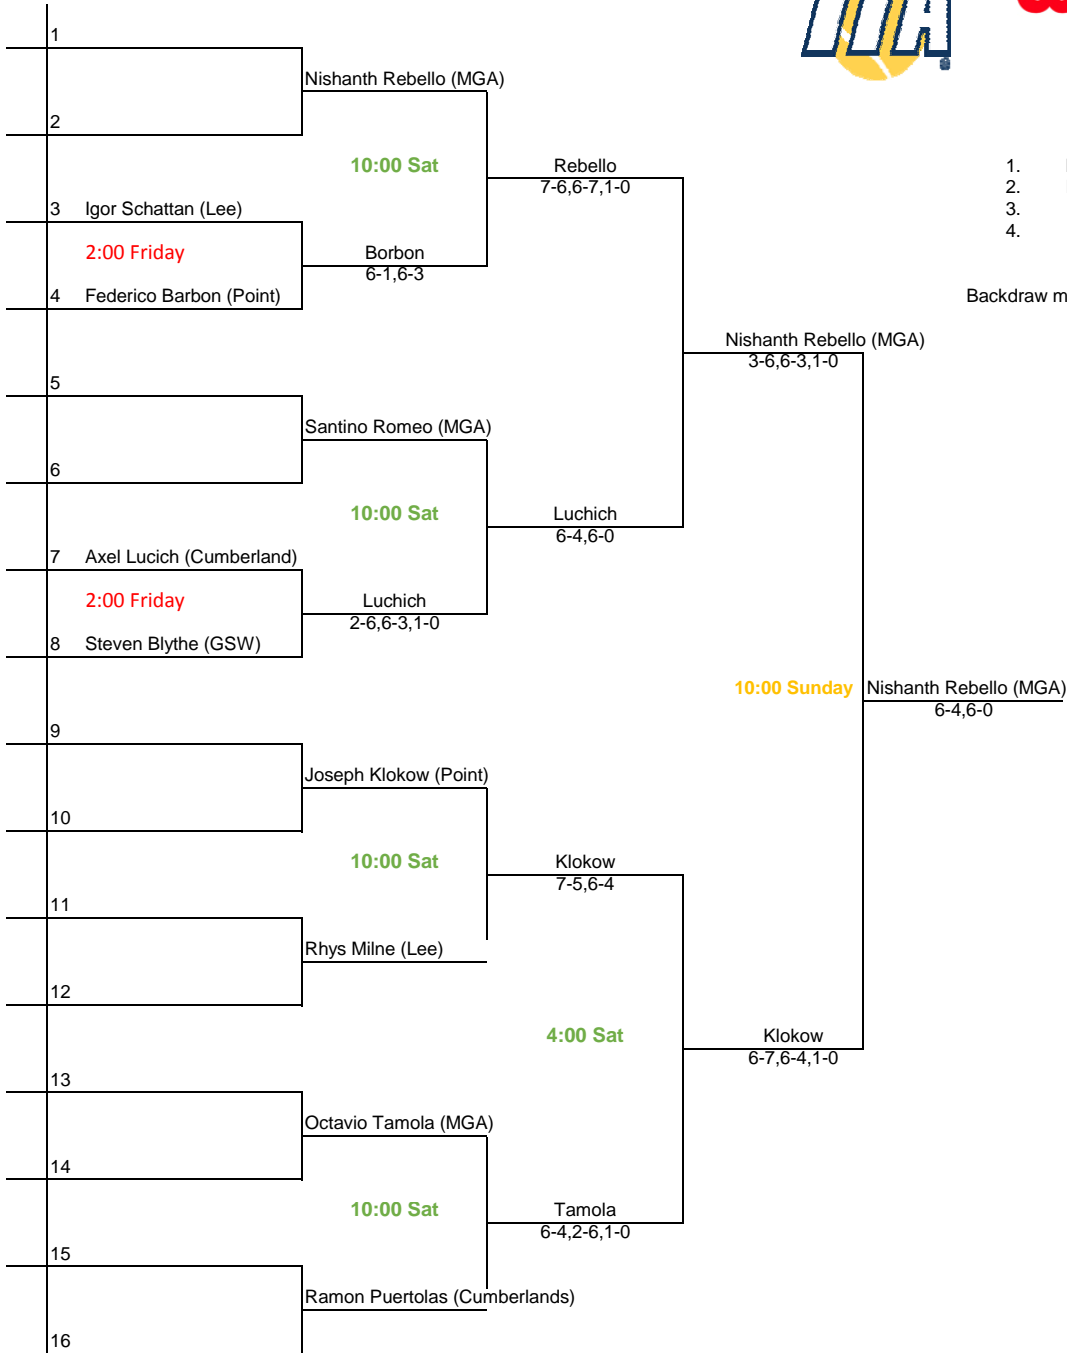 ITA
1
Nishanth Rebello (MGA)
2
10:00 Sat
Rebello
7-6,6-7,1-0
1.
2.
3.
4.
3 Igor Schattan (Lee)
2:00 Friday
Borbon
6-1,6-3
4 Federico Barbon (Point)
Backdraw m
Nishanth Rebello (MGA)
3-6,6-3,1-0
5
Santino Romeo (MGA)
6
10:00 Sat
Luchich
6-4,6-0
7 Axel Lucich (Cumberland)
2:00 Friday
Luchich
2-6,6-3,1-0
8 Steven Blythe (GSW)
10:00 Sunday
Nishanth Rebello (MGA)
6-4,6-0
9
Joseph Klokow (Point)
10
10:00 Sat
Klokow
7-5,6-4
11
Rhys Milne (Lee)
12
4:00 Sat
Klokow
6-7,6-4,1-0
13
Octavio Tamola (MGA)
14
10:00 Sat
Tamola
6-4,2-6,1-0
15
Ramon Puertolas (Cumberlands)
16